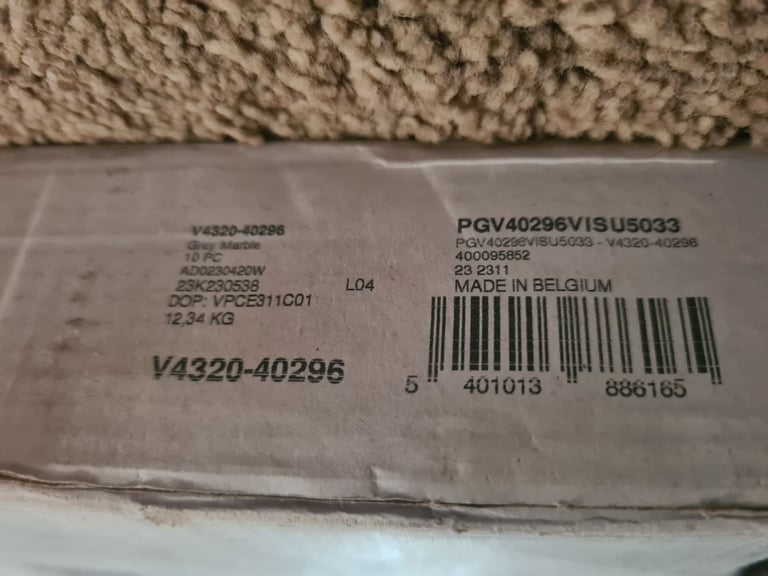 V4320-40296
Grey Marble
10 PC
AD0230420W
23K230538
L04
DOP: VPCE311C01
12,34 KG
V4320-40296
PGV40296VISU5033
PGV40296VISU5033 - V4320-40296
400095852
23 2311
MADE IN BELGIUM
5 401013 886165